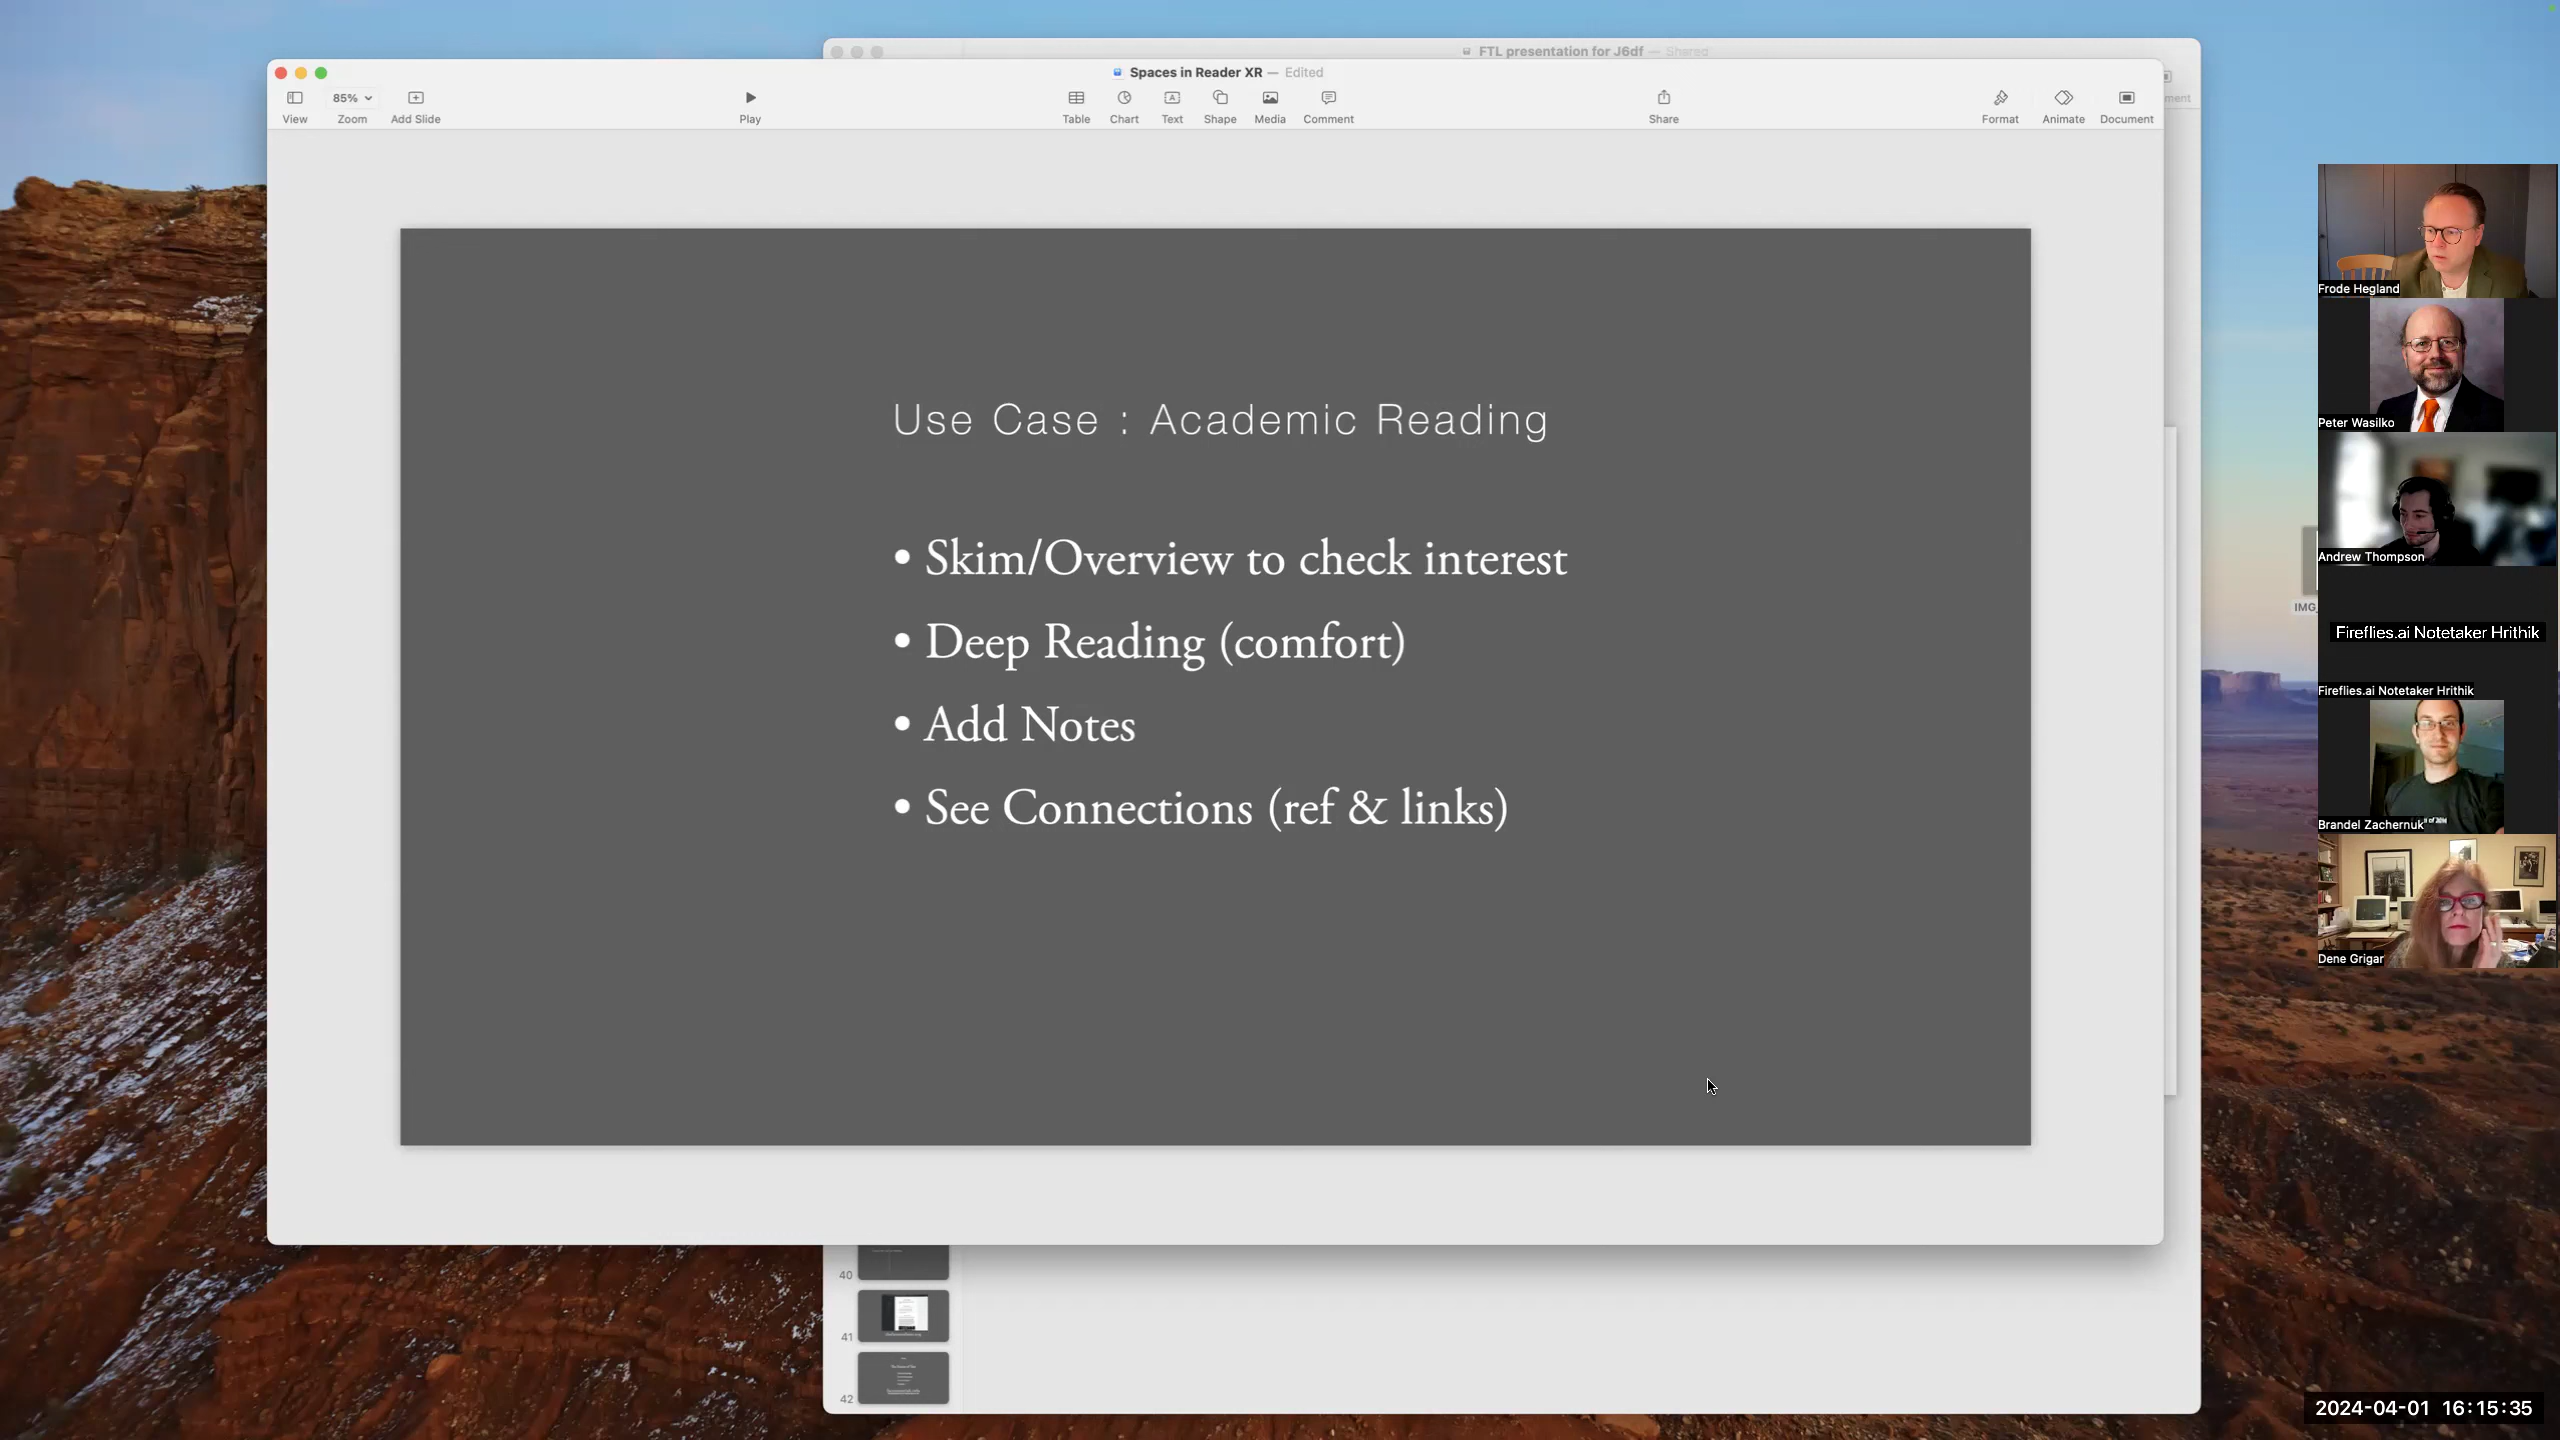 FTL presentation for J6df — Shared
Spaces in Reader XR — Edited
85%
View
Zoom
Add Slide
Play
Table
Chart
Text
Shape
Media
Comment
Share
Format
Animate
Document
ment
Use Case : Academic Reading
• Skim/Overview to check interest
• Deep Reading (comfort)
• Add Notes
• See Connections (ref & links)
40
41
42
IMG_
Frode Hegland
Peter Wasilko
Andrew Thompson
Fireflies.ai Notetaker Hrithik
Fireflies.ai Notetaker Hrithik
Brandel Zachernuk
Dene Grigar
2024-04-01 16:15:35